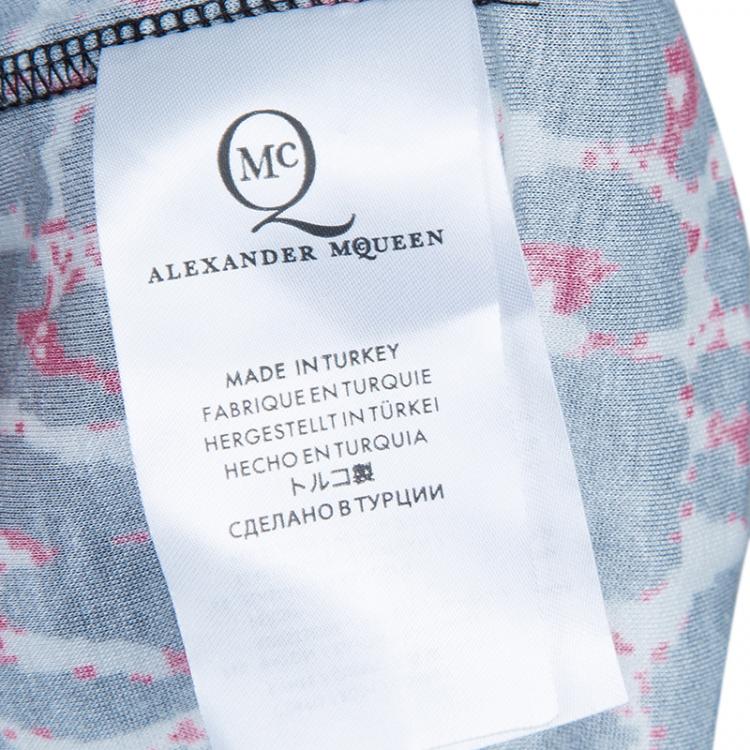 McQ
ALEXANDER McQUEEN
MADE IN TURKEY
FABRIQUE EN TURQUIE
HERGESTELLT IN TÜRKEI
HECHO EN TURQUIA
トルコ製
СДЕЛАНО В ТУРЦИИ